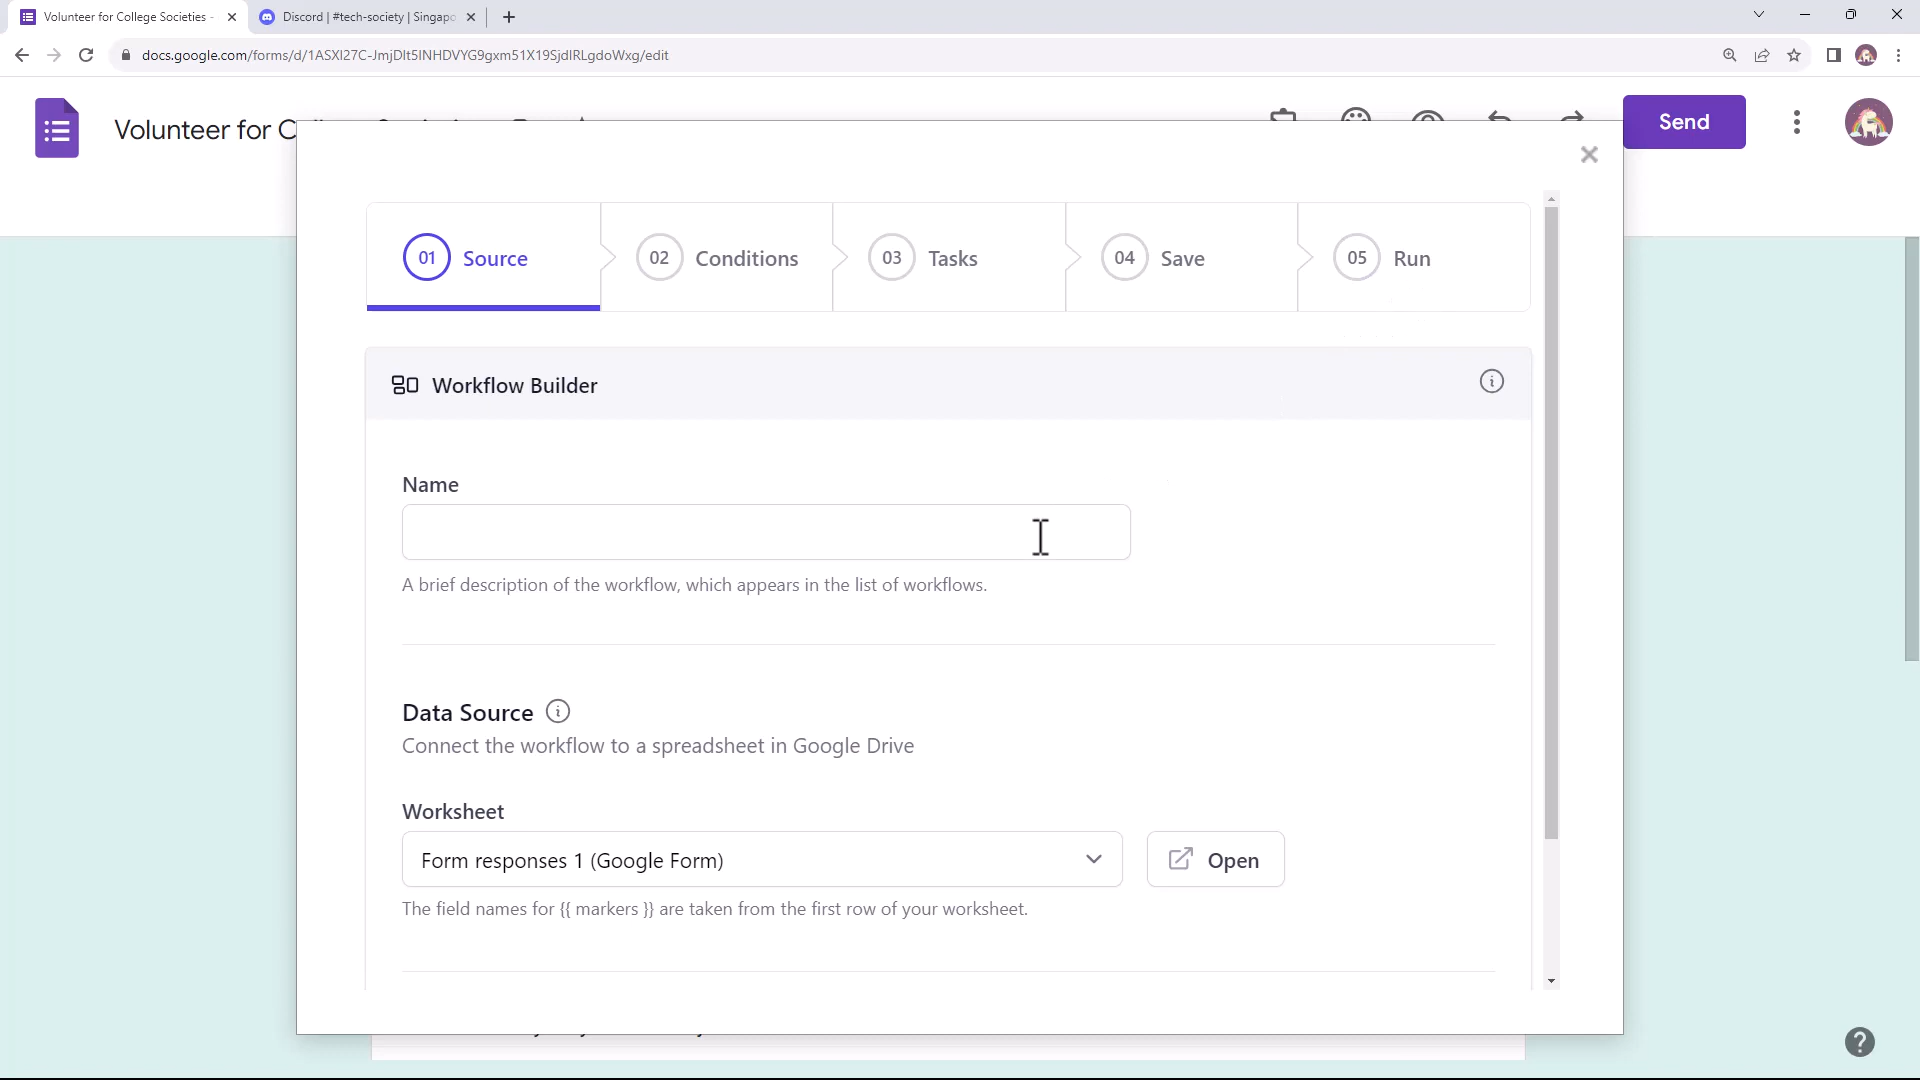 Volunteer for College Societies -
Discord | #tech-society | Singapo
docs.google.com/forms/d/1ASXl27C-JmjDlt5lNHDVYG9gxm51X19SjdlRLgdoWxg/edit
Volunteer for C
Send
01 Source
02 Conditions
03 Tasks
04 Save
05 Run
Workflow Builder
Name
A brief description of the workflow, which appears in the list of workflows.
Data Source
Connect the workflow to a spreadsheet in Google Drive
Worksheet
Form responses 1 (Google Form)
Open
The field names for {{ markers }} are taken from the first row of your worksheet.